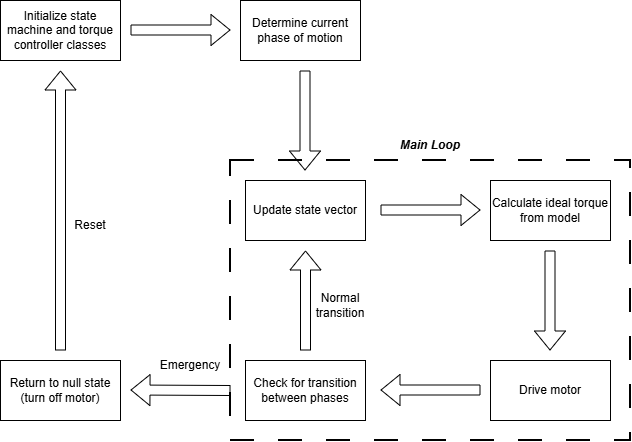 Initialize state
machine and torque
controller classes
Determine current
phase of motion
Main Loop
Update state vector
Calculate ideal torque
from model
Reset
Normal
transition
Emergency
Return to null state
(turn off motor)
Check for transition
between phases
Drive motor